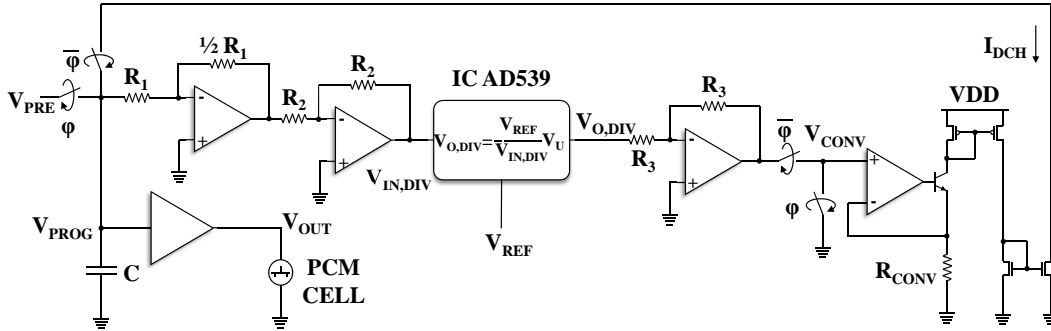 φ̅
½ R1
R1
VPRE
φ
R2
R2
IC AD539
VO,DIV=VREF/VIN,DIV VU
VIN,DIV
VREF
VO,DIV
R3
R3
φ̅
VCONV
φ
VDD
IDCH
RCONV
VPROG
C
VOUT
PCM
CELL
-
+
-
+
-
+
+
-